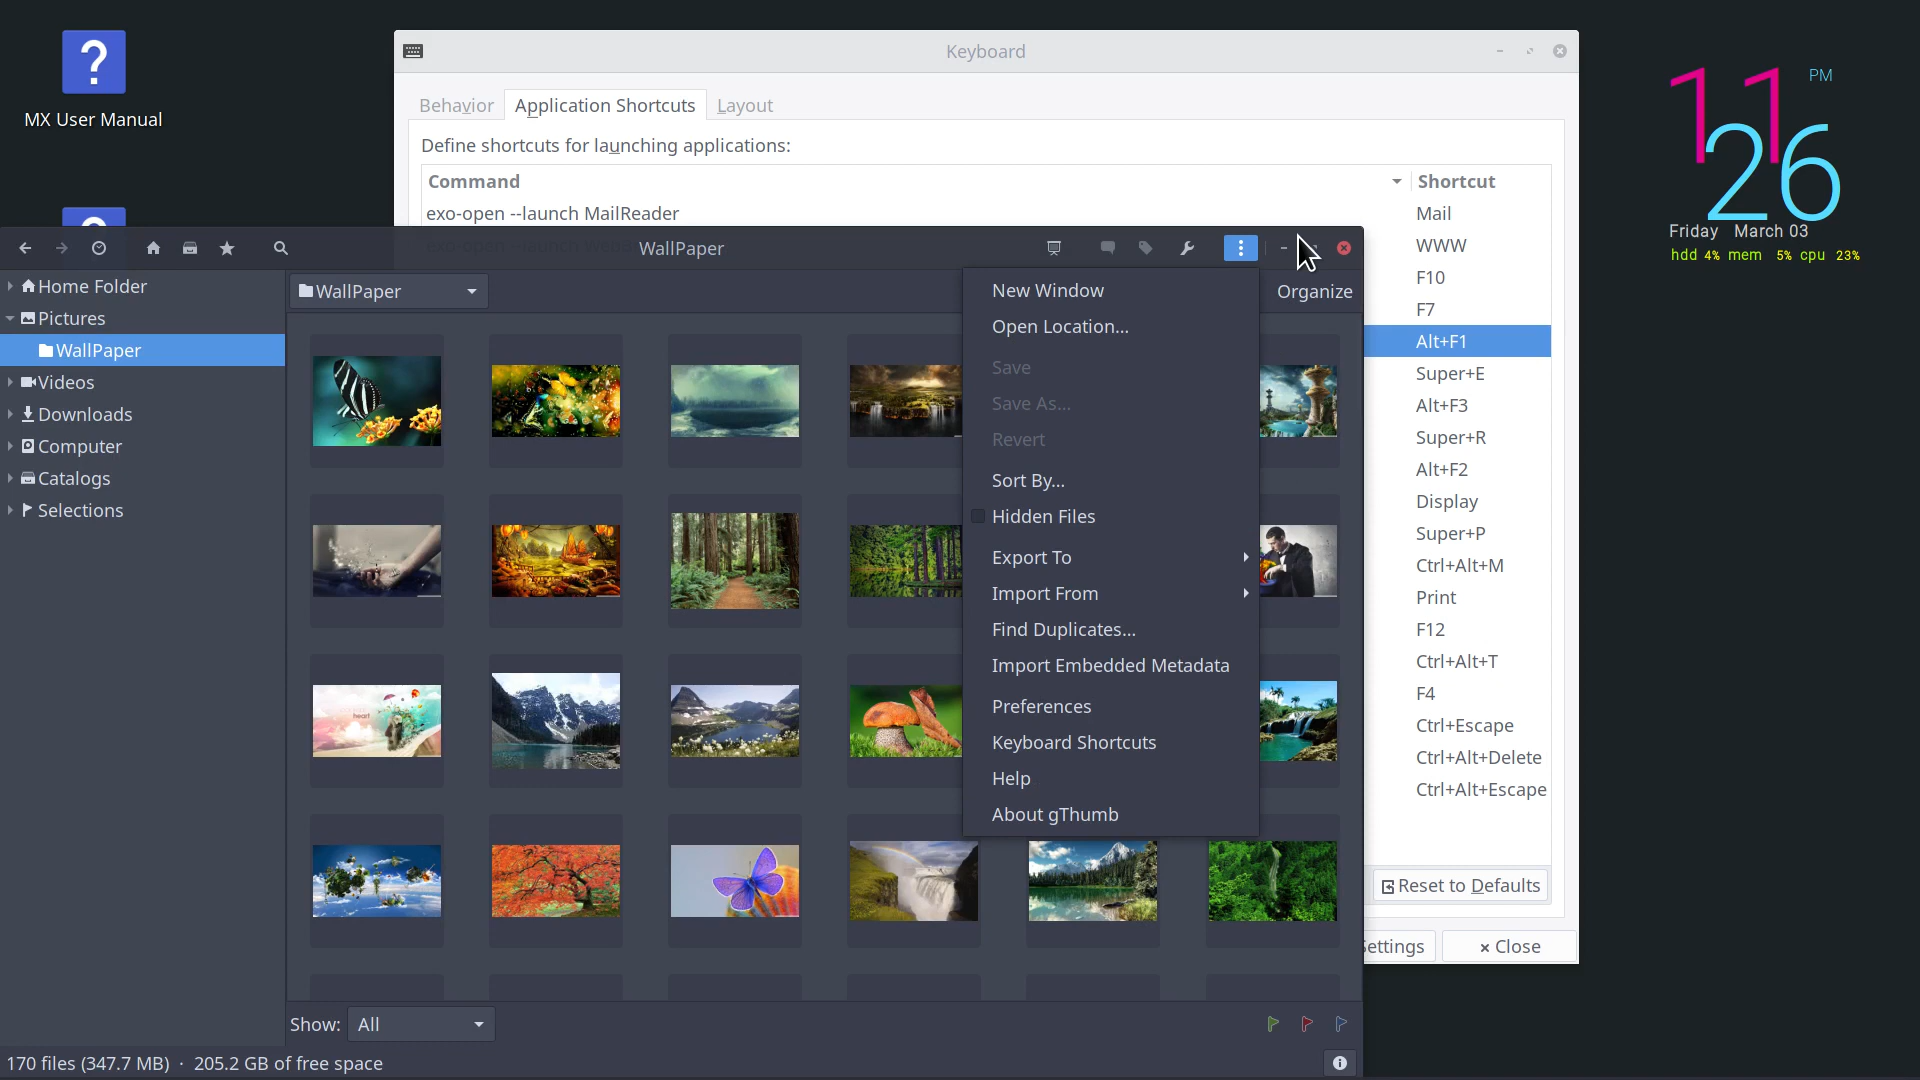 MX User Manual
Keyboard
Behavior Application Shortcuts Layout
Define shortcuts for launching applications:
Command Shortcut
exo-open --launch MailReader Mail
WWW
F10
F7
Alt+F1
Super+E
Alt+F3
Super+R
Alt+F2
Display
Super+P
Ctrl+Alt+M
Print
F12
Ctrl+Alt+T
F4
Ctrl+Escape
Ctrl+Alt+Delete
Ctrl+Alt+Escape
Reset to Defaults
Settings
Close
WallPaper
Home Folder
Pictures
WallPaper
Videos
Downloads
Computer
Catalogs
Selections
WallPaper
Organize
New Window
Open Location...
Save
Save As...
Revert
Sort By...
Hidden Files
Export To
Import From
Find Duplicates...
Import Embedded Metadata
Preferences
Keyboard Shortcuts
Help
About gThumb
Show: All
170 files (347.7 MB) · 205.2 GB of free space
11 PM
26
Friday March 03
hdd 4% mem 5% cpu 23%